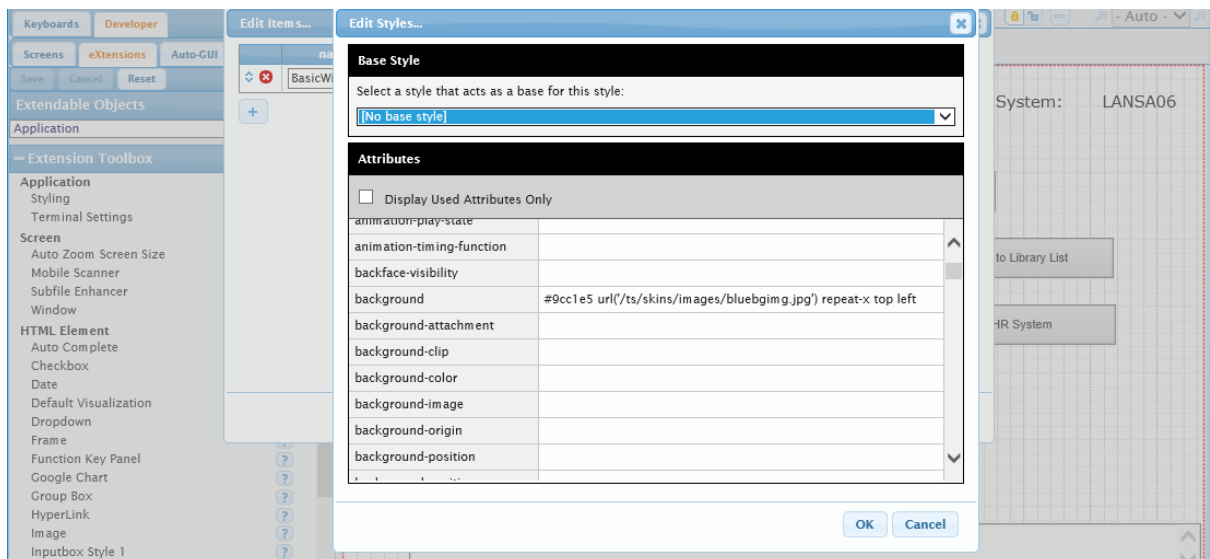 Keyboards Developer
Screens eXtensions Auto-GUI
Save Cancel Reset
Extendable Objects
Application
Extension Toolbox
Application
Styling
Terminal Settings
Screen
Auto Zoom Screen Size
Mobile Scanner
Subfile Enhancer
Window
HTML Element
Auto Complete
Checkbox
Date
Default Visualization
Dropdown
Frame
Function Key Panel
Google Chart
Group Box
HyperLink
Image
Inputbox Style 1
? ? ? ? ? ?
Edit Items...
na
BasicWi
+
Edit Styles...
Base Style
Select a style that acts as a base for this style:
[No base style]
Attributes
Display Used Attributes Only
animation-play-state
animation-timing-function
backface-visibility
background #9cc1e5 url('/ts/skins/images/bluebgimg.jpg') repeat-x top left
background-attachment
background-clip
background-color
background-image
background-origin
background-position
OK Cancel
- Auto -
System: LANSA06
to Library List
HR System